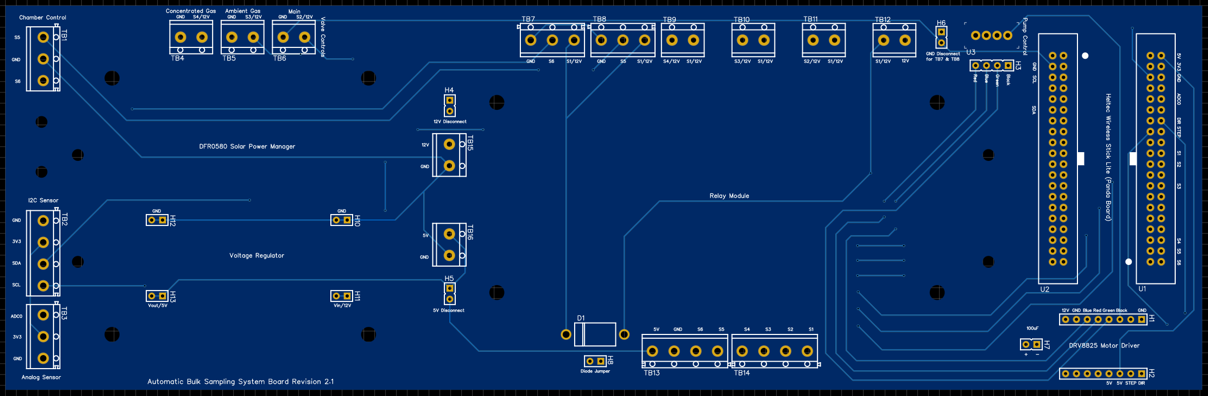 Chamber Control
S5
GND
S6
TB1
Concentrated Gas
GND S4/12V
TB4
Ambient Gas
GND S3/12V
TB5
Main
GND S2/12V
TB6
Valve Controls
TB7
GND S6 S1/12V
TB8
GND S5 S1/12V
TB9
S4/12V S1/12V
TB10
S3/12V S1/12V
TB11
S2/12V S1/12V
TB12
S1/12V 12V
H6
GND Disconnect
for TB7 & TB8
Pump Control
U3
H3
Red
Blue
Green
Black
GND
SCL
SDA
U2
Heltec Wireless Stick Lite (Panda Board)
5V
3V3
GND
ADC0
DIR
STEP
S1
S2
S3
S4
S5
S6
U1
H4
12V Disconnect
12V
GND
TB15
DFR0580 Solar Power Manager
Relay Module
I2C Sensor
GND
3V3
SDA
SCL
TB2
GND
H12
GND
H10
5V
GND
TB16
Voltage Regulator
H13
Vout/5V
H11
Vin/12V
H5
5V Disconnect
ADC0
3V3
GND
TB3
Analog Sensor
D1
H8
Diode Jumper
5V GND S6 S5
TB13
S4 S3 S2 S1
TB14
12V GND Blue Red Green Black GND
H1
100uF
H7
+ -
DRV8825 Motor Driver
H2
5V 5V STEP DIR
Automatic Bulk Sampling System Board Revision 2.1